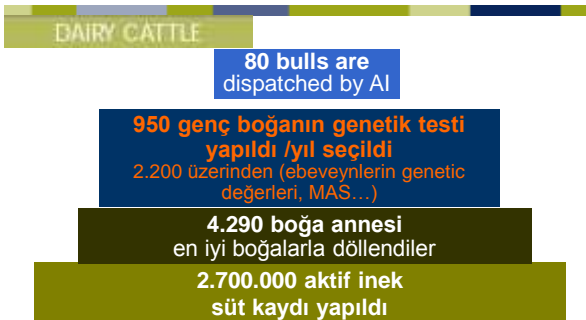 DAIRY CATTLE
80 bulls are
dispatched by AI
950 genç boğanın genetik testi
yapıldı /yıl seçildi
2.200 üzerinden (ebeveynlerin genetic
değerleri, MAS…)
4.290 boğa annesi
en iyi boğalarla döllendiler
2.700.000 aktif inek
süt kaydı yapıldı